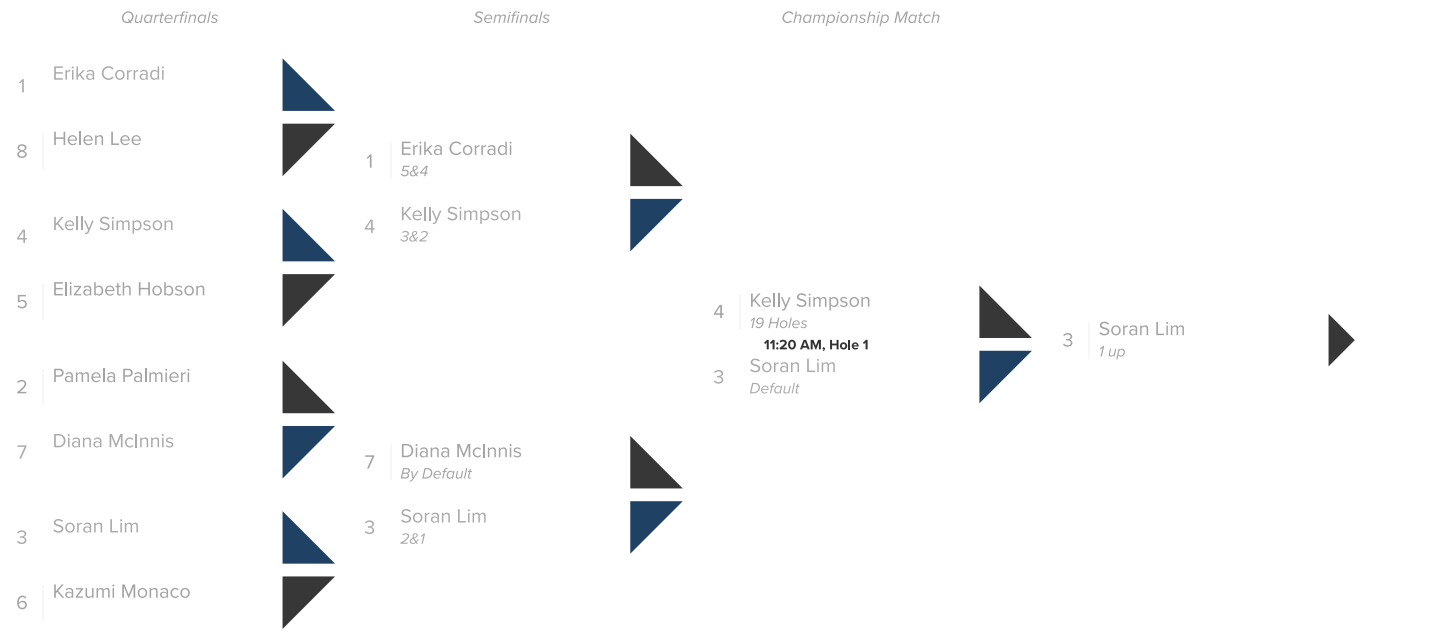 Quarterfinals
Semifinals
Championship Match
1
Erika Corradi
8
Helen Lee
4
Kelly Simpson
5
Elizabeth Hobson
2
Pamela Palmieri
7
Diana McInnis
3
Soran Lim
6
Kazumi Monaco
1
Erika Corradi
5&4
4
Kelly Simpson
3&2
7
Diana McInnis
By Default
3
Soran Lim
2&1
4
Kelly Simpson
19 Holes
11:20 AM, Hole 1
3
Soran Lim
Default
3
Soran Lim
1 up